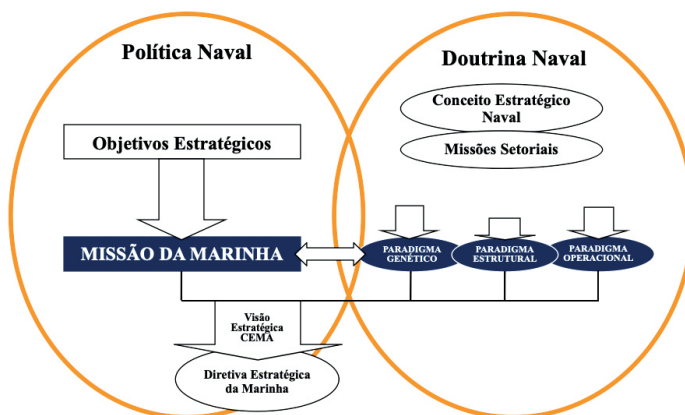 Política Naval
Doutrina Naval
Conceito Estratégico
Naval
Objetivos Estratégicos
Missões Setoriais
MISSÃO DA MARINHA
PARADIGMA
GENÉTICO
PARADIGMA
ESTRUTURAL
PARADIGMA
OPERACIONAL
Visão
Estratégica
CEMA
Diretiva Estratégica
da Marinha